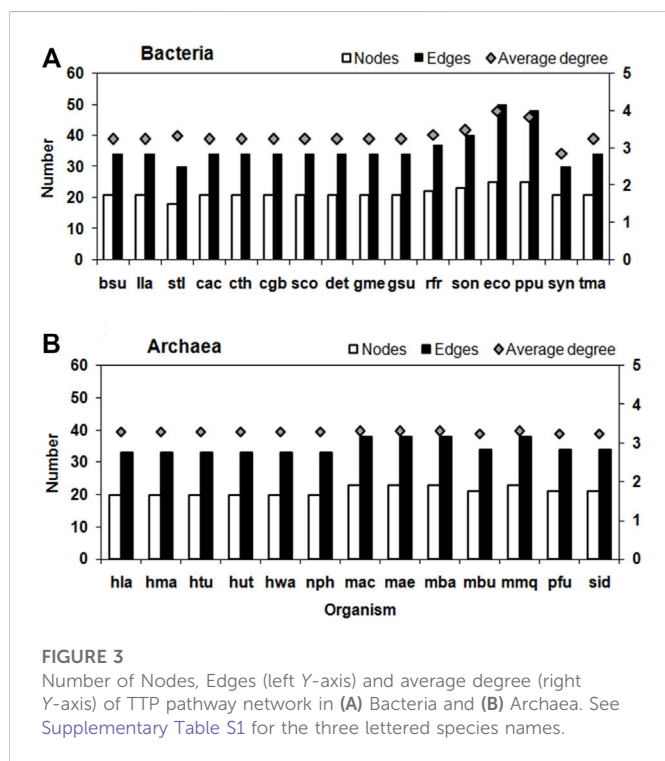 A
Bacteria
Nodes Edges Average degree
60 5
50 4
40
30 3
20 2
10 1
0 0
Number
bsu lla stl cac cth cgb sco det gme gsu rfr son eco ppu syn tma
B
Archaea
Nodes Edges Average degree
60 5
50 4
40
30 3
20 2
10 1
0 0
Number
hla hma htu hut hwa nph mac mae mba mbu mmq pfu sid
Organism
FIGURE 3
Number of Nodes, Edges (left Y-axis) and average degree (right
Y-axis) of TTP pathway network in (A) Bacteria and (B) Archaea. See
Supplementary Table S1 for the three lettered species names.